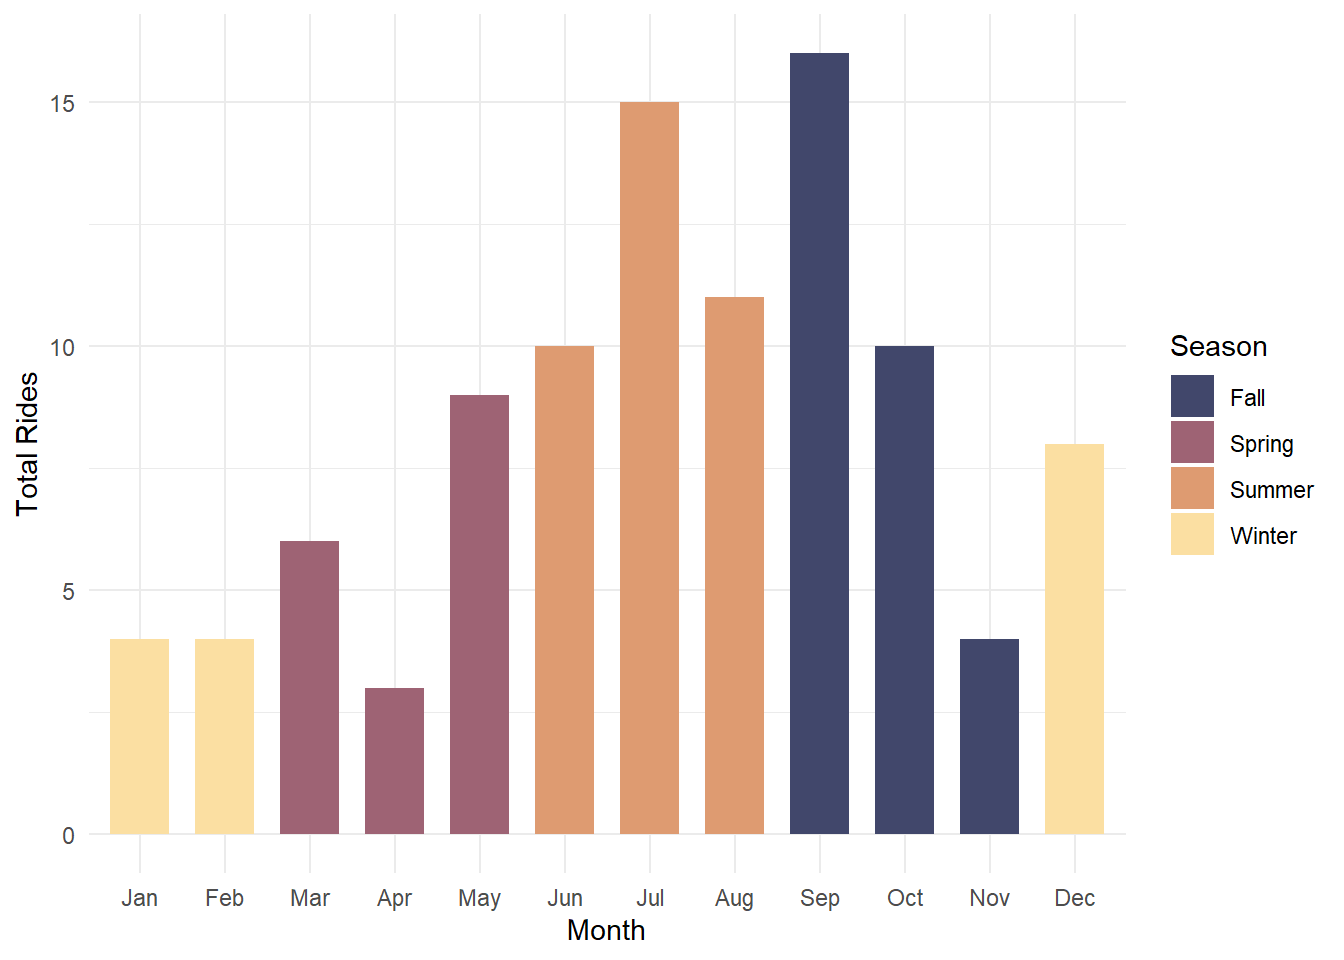 15
10
5
0
Total Rides
Jan Feb Mar Apr May Jun Jul Aug Sep Oct Nov Dec
Month
Season
Fall
Spring
Summer
Winter